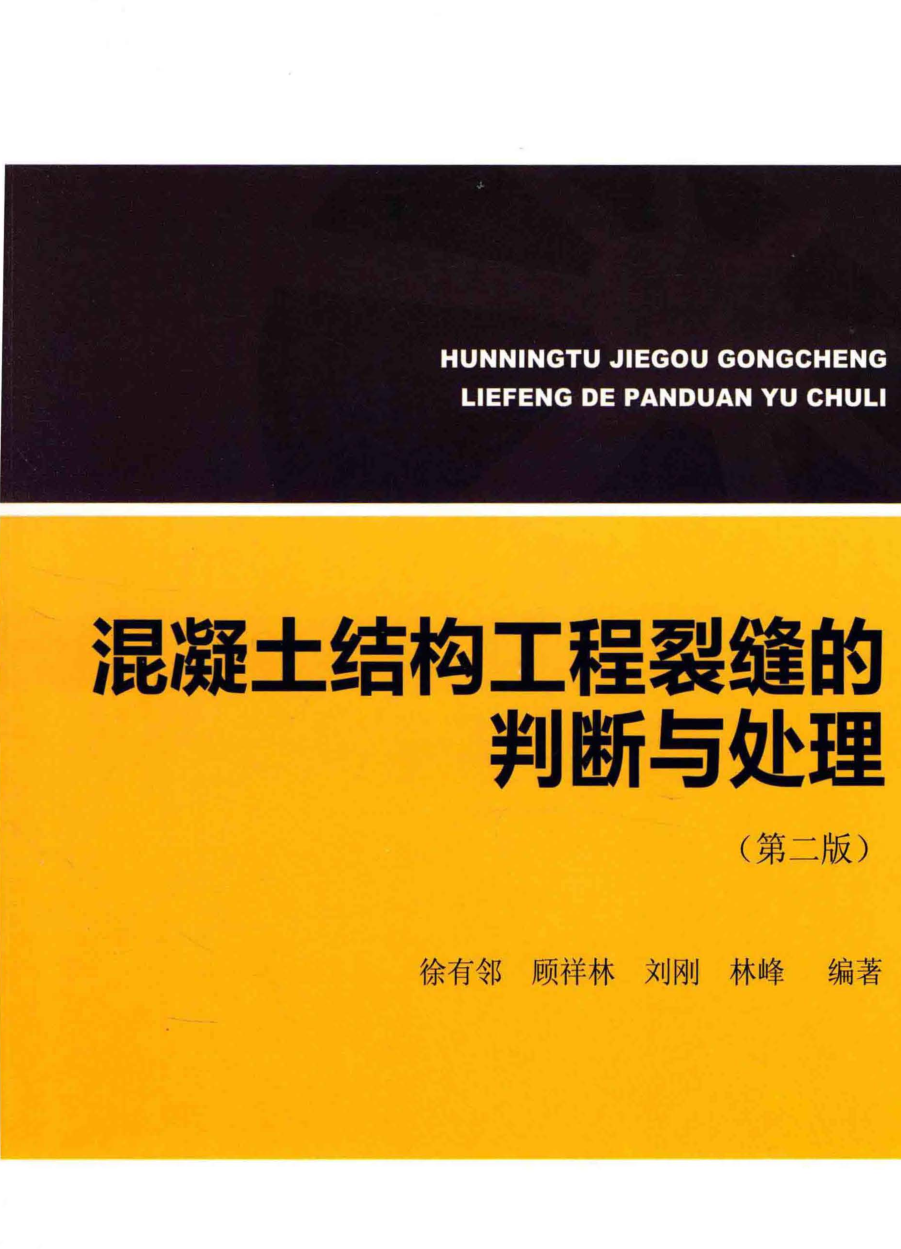 HUNNINGTU JIEGOU GONGCHENG
LIEFENG DE PANDUAN YU CHULI
混凝土结构工程裂缝的
判断与处理
（第二版）
徐有邻 顾祥林 刘刚 林峰 编著